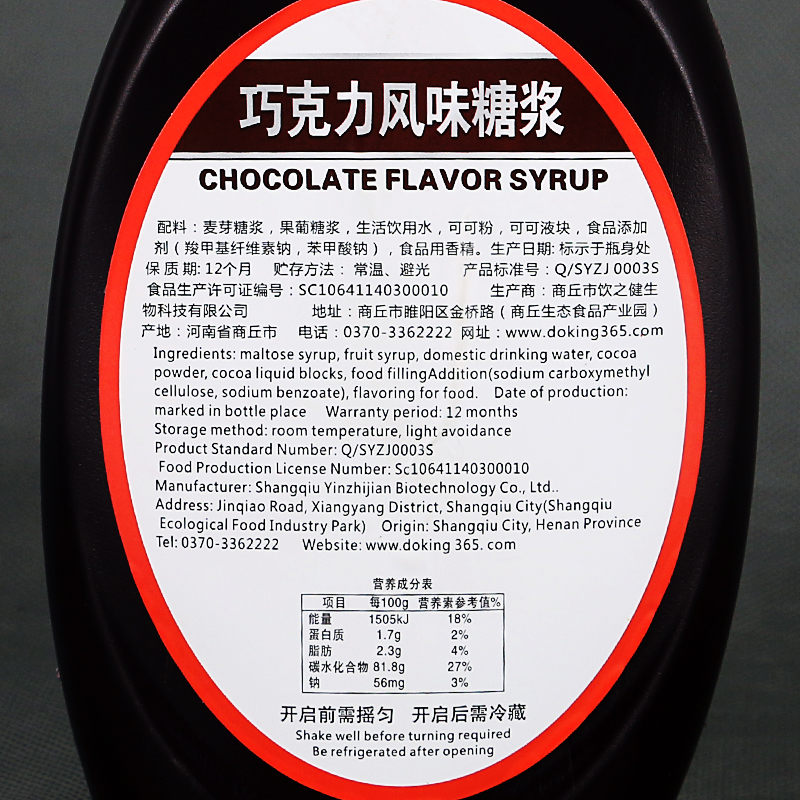 巧克力风味糖浆
CHOCOLATE FLAVOR SYRUP
配料：麦芽糖浆，果葡糖浆，生活饮用水，可可粉，可可液块，食品添加
剂（羧甲基纤维素钠，苯甲酸钠），食品用香精。生产日期: 标示于瓶身处
保 质 期: 12个月 贮存方法： 常温、避光 产品标准号：Q/SYZJ 0003S
食品生产许可证编号：SC10641140300010 生产商：商丘市饮之健生
物科技有限公司 地址：商丘市睢阳区金桥路（商丘生态食品产业园）
产地：河南省商丘市 电话：0370-3362222 网址：www.doking365.com
Ingredients: maltose syrup, fruit syrup, domestic drinking water, cocoa
powder, cocoa liquid blocks, food fillingAddition(sodium carboxymethyl
cellulose, sodium benzoate), flavoring for food. Date of production:
marked in bottle place Warranty period: 12 months
Storage method: room temperature, light avoidance
Product Standard Number: Q/SYZJ0003S
Food Production License Number: Sc10641140300010
Manufacturer: Shangqiu Yinzhijian Biotechnology Co., Ltd..
Address: Jinqiao Road, Xiangyang District, Shangqiu City(Shangqiu
Ecological Food Industry Park) Origin: Shangqiu City, Henan Province
Tel: 0370-3362222 Website: www.doking 365. com
营养成分表
项目 每100g 营养素参考值%
能量 1505kJ 18%
蛋白质 1.7g 2%
脂肪 2.3g 4%
碳水化合物 81.8g 27%
钠 56mg 3%
开启前需摇匀 开启后需冷藏
Shake well before turning required
Be refrigerated after opening